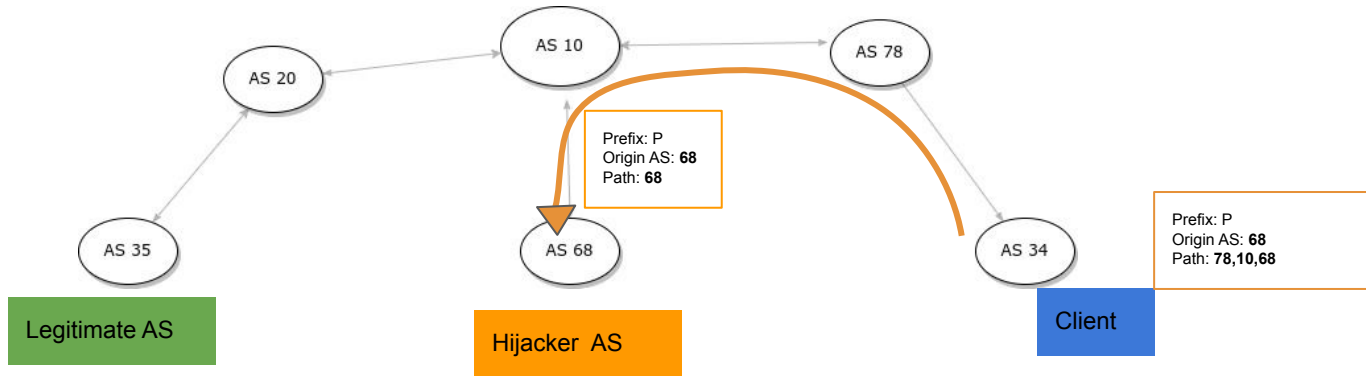 AS 10
AS 78
AS 20
Prefix: P
Origin AS: 68
Path: 68
AS 35
AS 68
AS 34
Prefix: P
Origin AS: 68
Path: 78,10,68
Legitimate AS
Hijacker AS
Client